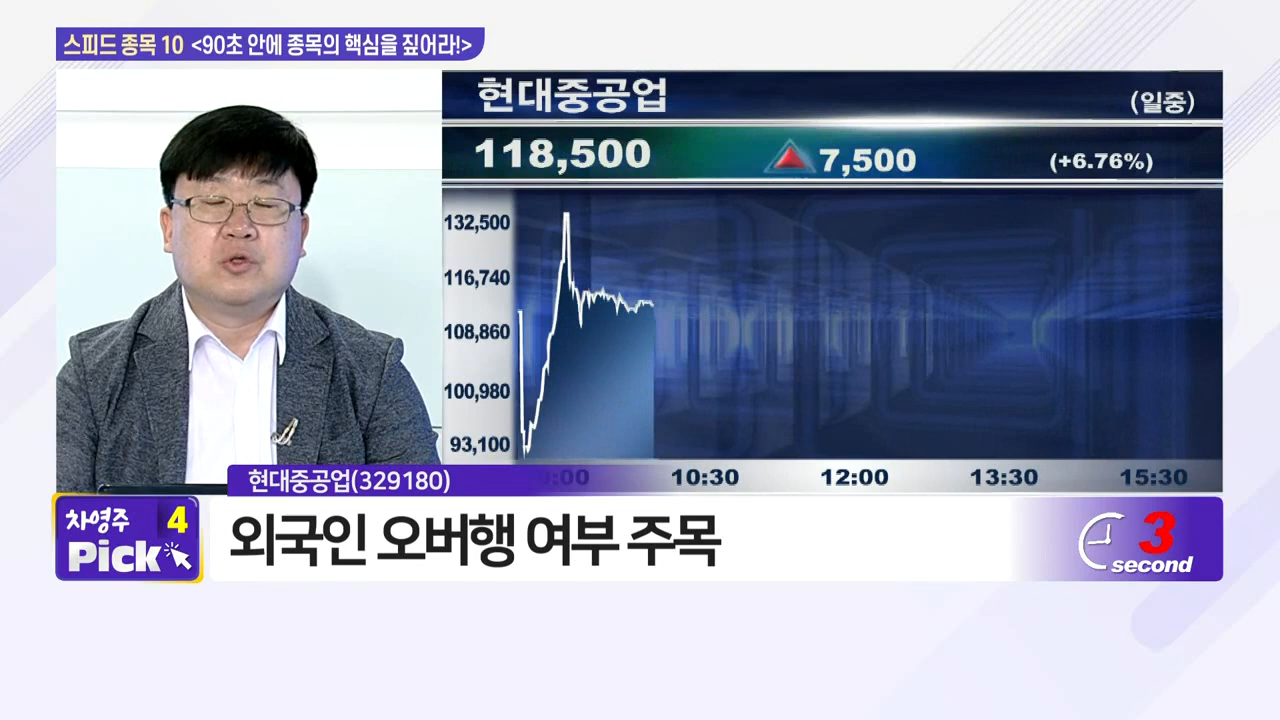 스피드 종목 10 <90초 안에 종목의 핵심을 짚어라!>
현대중공업
(일중)
118,500
7,500
(+6.76%)
132,500
116,740
108,860
100,980
93,100
:00
10:30
12:00
13:30
15:30
현대중공업(329180)
차영주 4
Pick
외국인 오버행 여부 주목
3
second